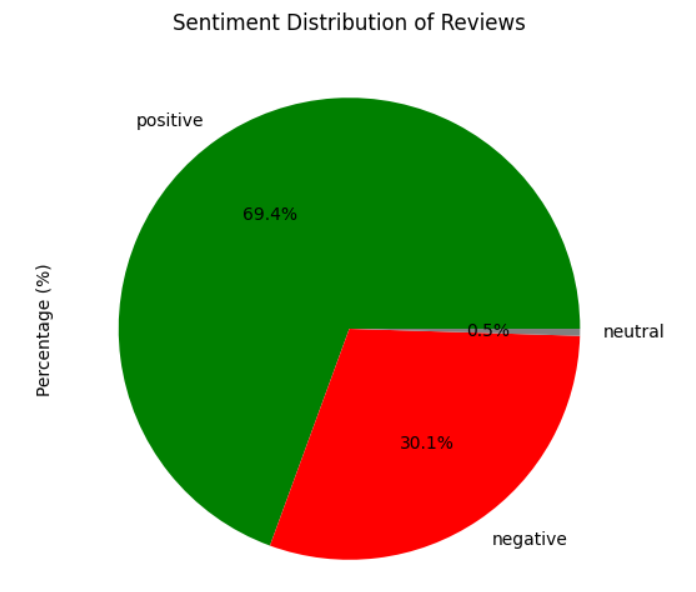 Sentiment Distribution of Reviews
positive
69.4%
Percentage (%)
0.5%
neutral
30.1%
negative